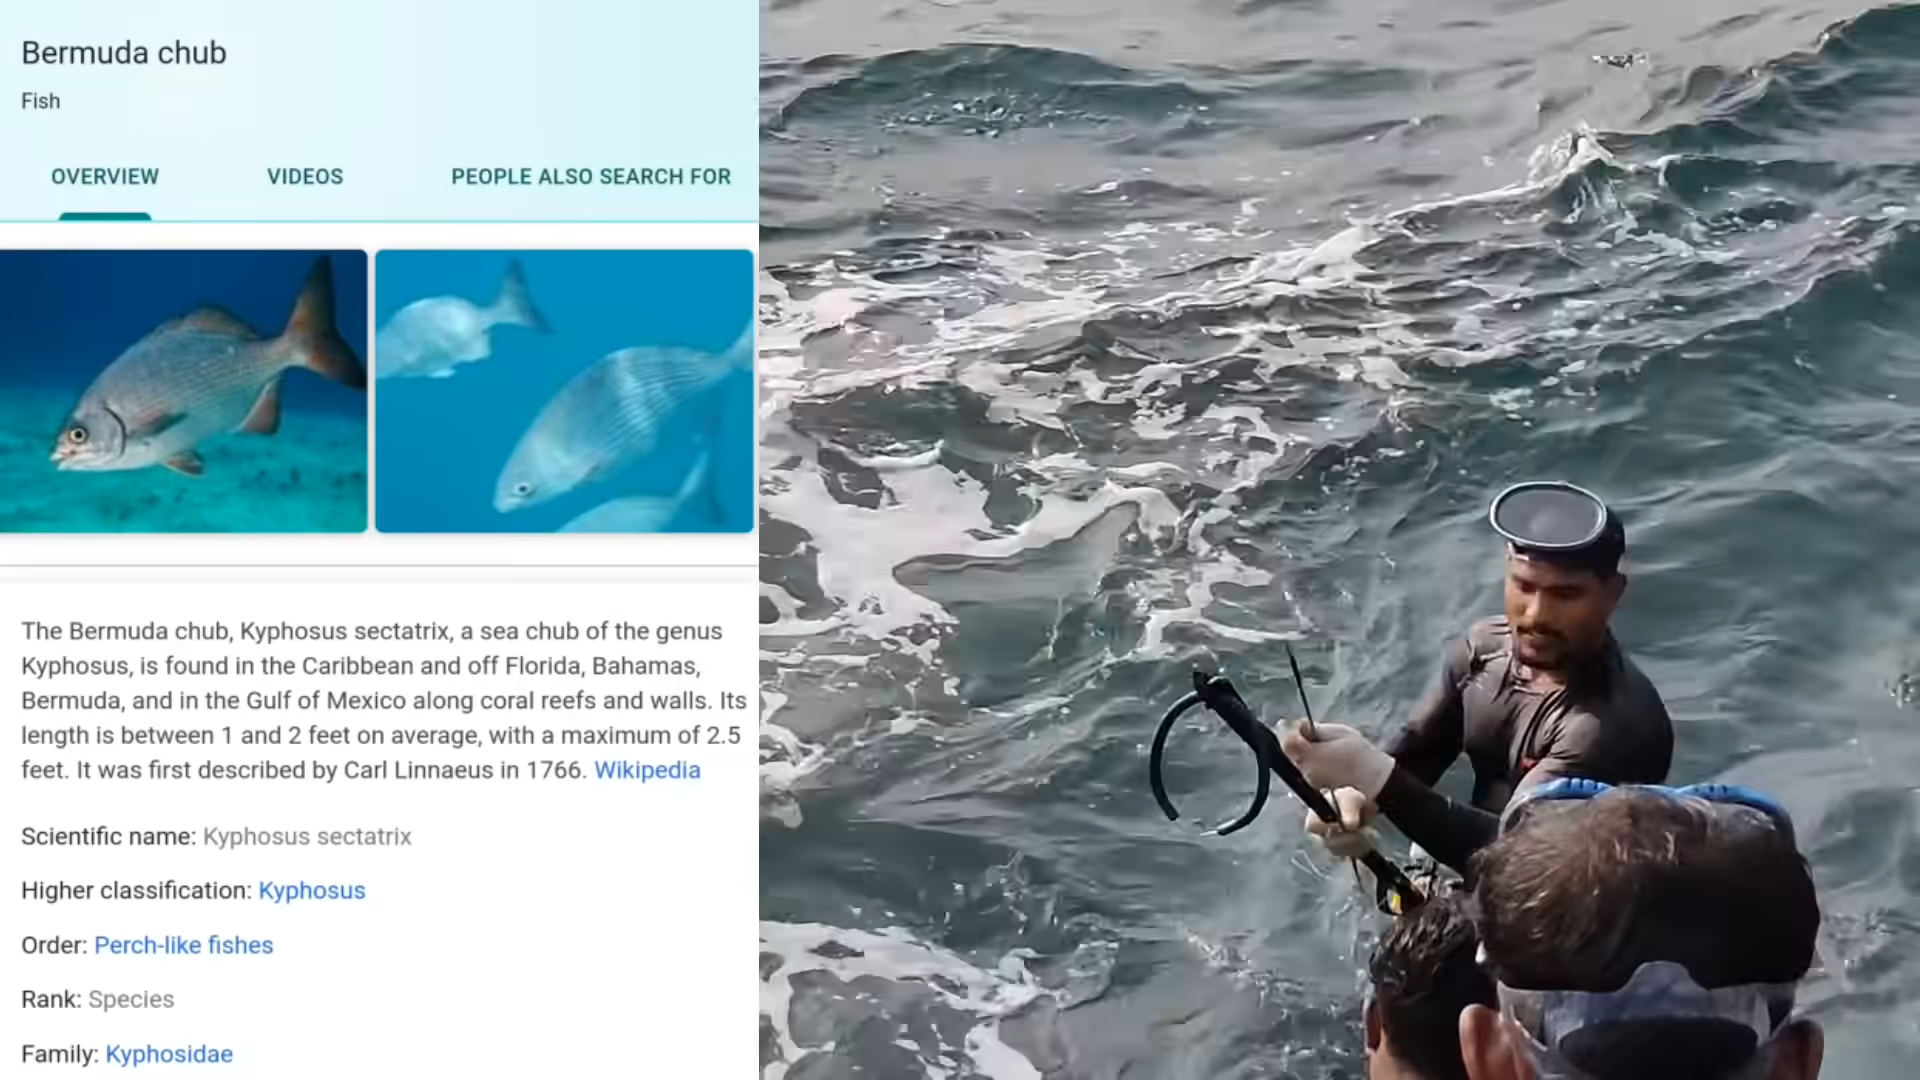 Bermuda chub
Fish
OVERVIEW
VIDEOS
PEOPLE ALSO SEARCH FOR
The Bermuda chub, Kyphosus sectatrix, a sea chub of the genus
Kyphosus, is found in the Caribbean and off Florida, Bahamas,
Bermuda, and in the Gulf of Mexico along coral reefs and walls. Its
length is between 1 and 2 feet on average, with a maximum of 2.5
feet. It was first described by Carl Linnaeus in 1766. Wikipedia
Scientific name: Kyphosus sectatrix
Higher classification: Kyphosus
Order: Perch-like fishes
Rank: Species
Family: Kyphosidae